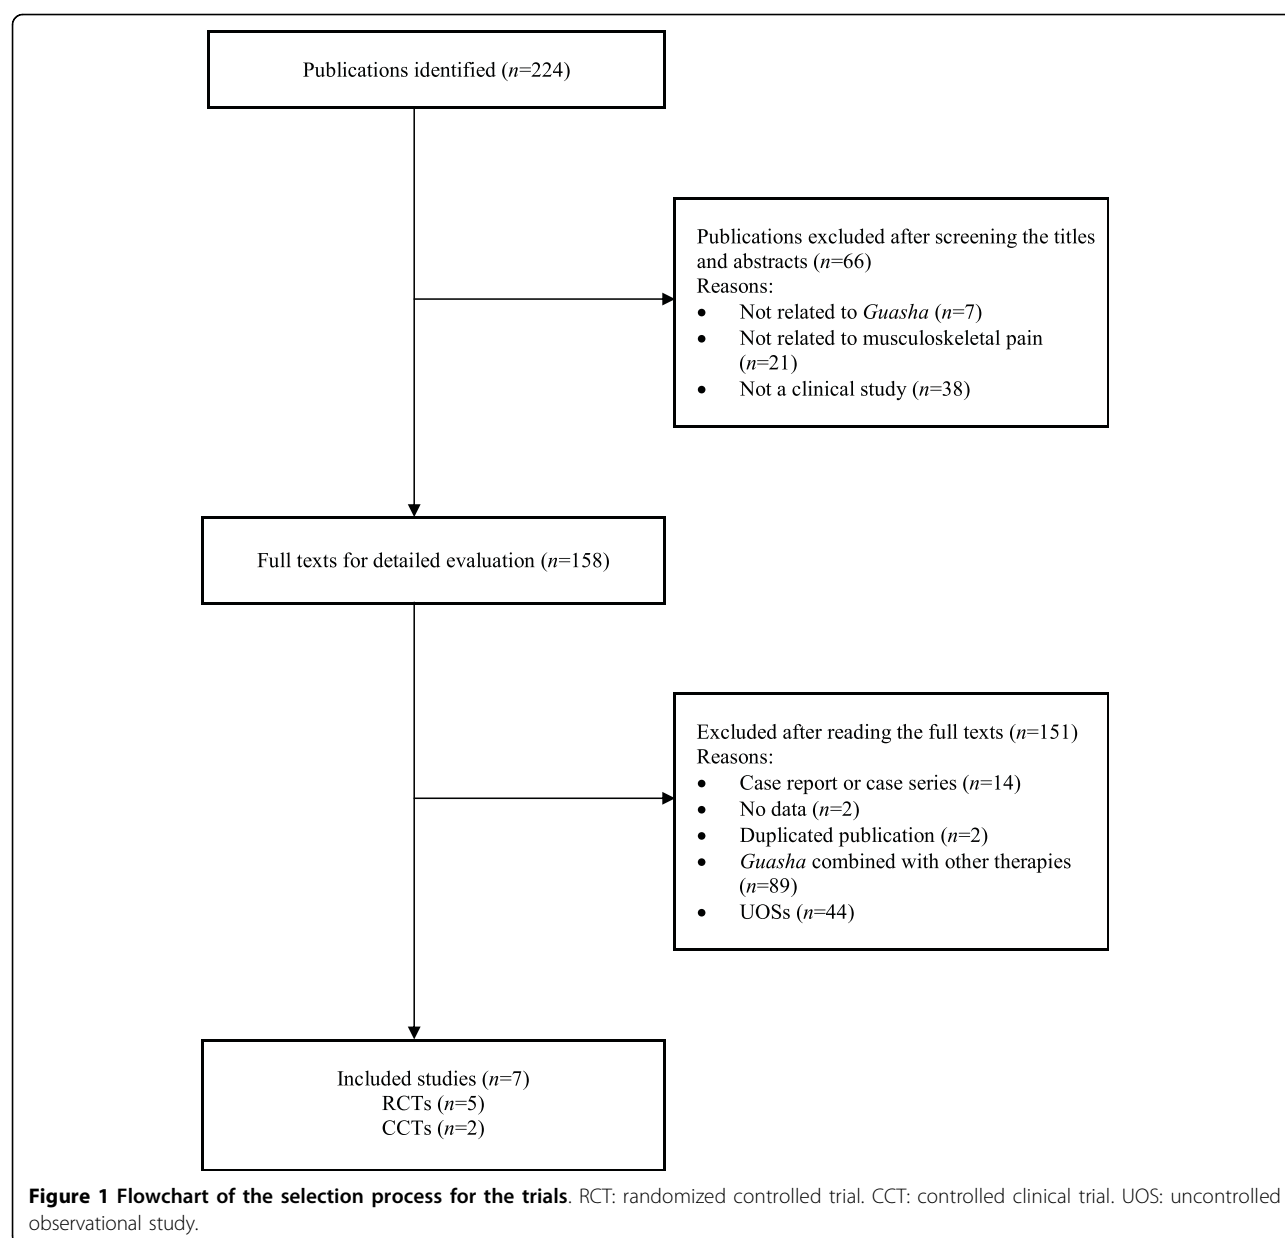 Publications identified (n=224)
Publications excluded after screening the titles
and abstracts (n=66)
Reasons:
• Not related to Guasha (n=7)
• Not related to musculoskeletal pain
(n=21)
• Not a clinical study (n=38)
Full texts for detailed evaluation (n=158)
Excluded after reading the full texts (n=151)
Reasons:
• Case report or case series (n=14)
• No data (n=2)
• Duplicated publication (n=2)
• Guasha combined with other therapies
(n=89)
• UOSs (n=44)
Included studies (n=7)
RCTs (n=5)
CCTs (n=2)
Figure 1 Flowchart of the selection process for the trials. RCT: randomized controlled trial. CCT: controlled clinical trial. UOS: uncontrolled
observational study.